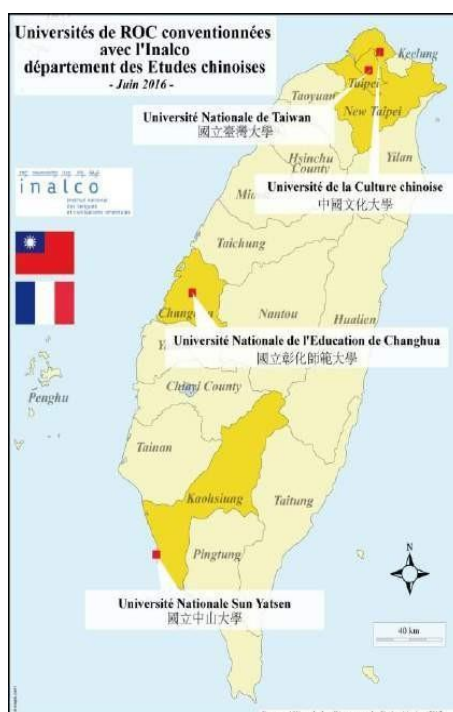 Universités de ROC conventionnées
avec l'Inalco
département des Etudes chinoises
- Juin 2016 -
Keelung
Taipei
Taoyuan
New Taipei
Université Nationale de Taiwan
國立臺灣大學
Hsinchu
County
Yilan
inalco
Université de la Culture chinoise
中國文化大學
Taichung
Nantou
Hualien
Université Nationale de l'Education de Changhua
國立彰化師範大學
Penghu
Chiayi County
Tainan
Kaohsiung
Taitung
Pingtung
N
Université Nationale Sun Yatsen
國立中山大學
40 km